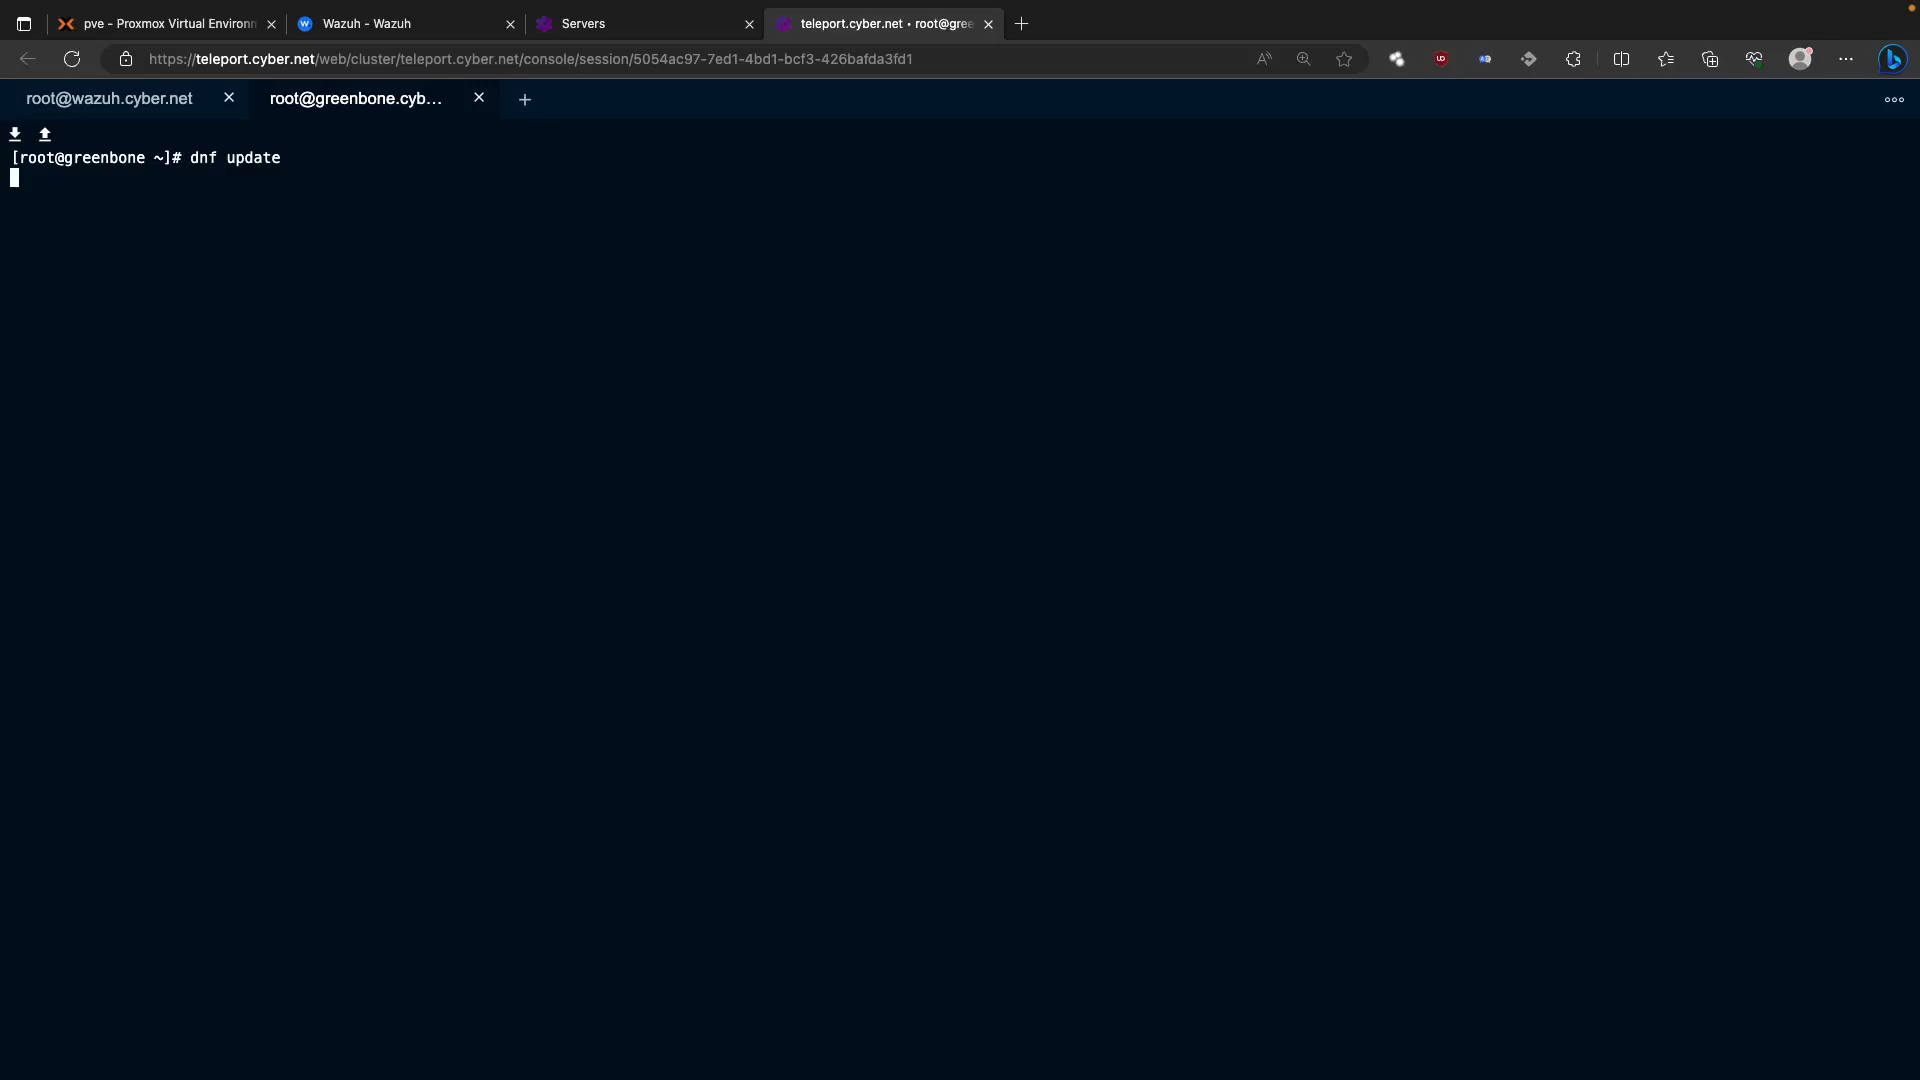 pve - Proxmox Virtual Environm
Wazuh - Wazuh
Servers
teleport.cyber.net • root@gree
https://teleport.cyber.net/web/cluster/teleport.cyber.net/console/session/5054ac97-7ed1-4bd1-bcf3-426bafda3fd1
root@wazuh.cyber.net
root@greenbone.cyb...
[root@greenbone ~]# dnf update